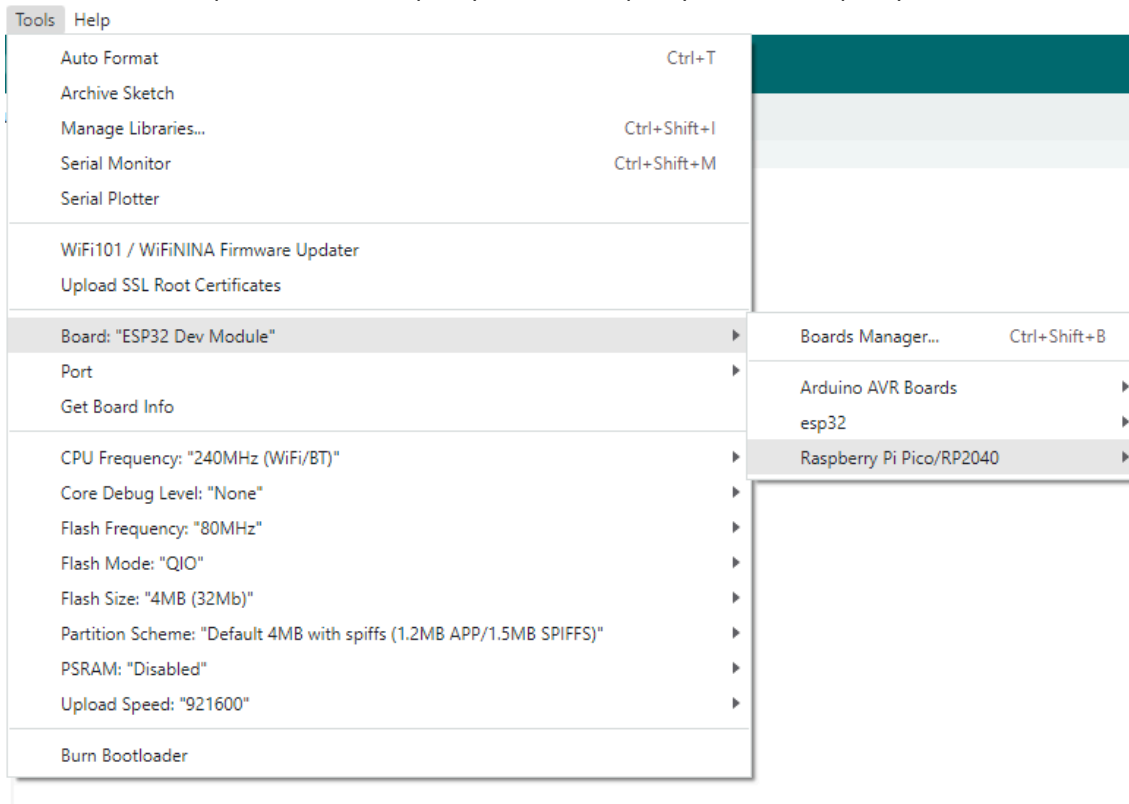 Tools Help
Auto Format Ctrl+T
Archive Sketch
Manage Libraries... Ctrl+Shift+I
Serial Monitor Ctrl+Shift+M
Serial Plotter
WiFi101 / WiFiNINA Firmware Updater
Upload SSL Root Certificates
Board: "ESP32 Dev Module"
Port
Get Board Info
CPU Frequency: "240MHz (WiFi/BT)"
Core Debug Level: "None"
Flash Frequency: "80MHz"
Flash Mode: "QIO"
Flash Size: "4MB (32Mb)"
Partition Scheme: "Default 4MB with spiffs (1.2MB APP/1.5MB SPIFFS)"
PSRAM: "Disabled"
Upload Speed: "921600"
Burn Bootloader
Boards Manager... Ctrl+Shift+B
Arduino AVR Boards
esp32
Raspberry Pi Pico/RP2040